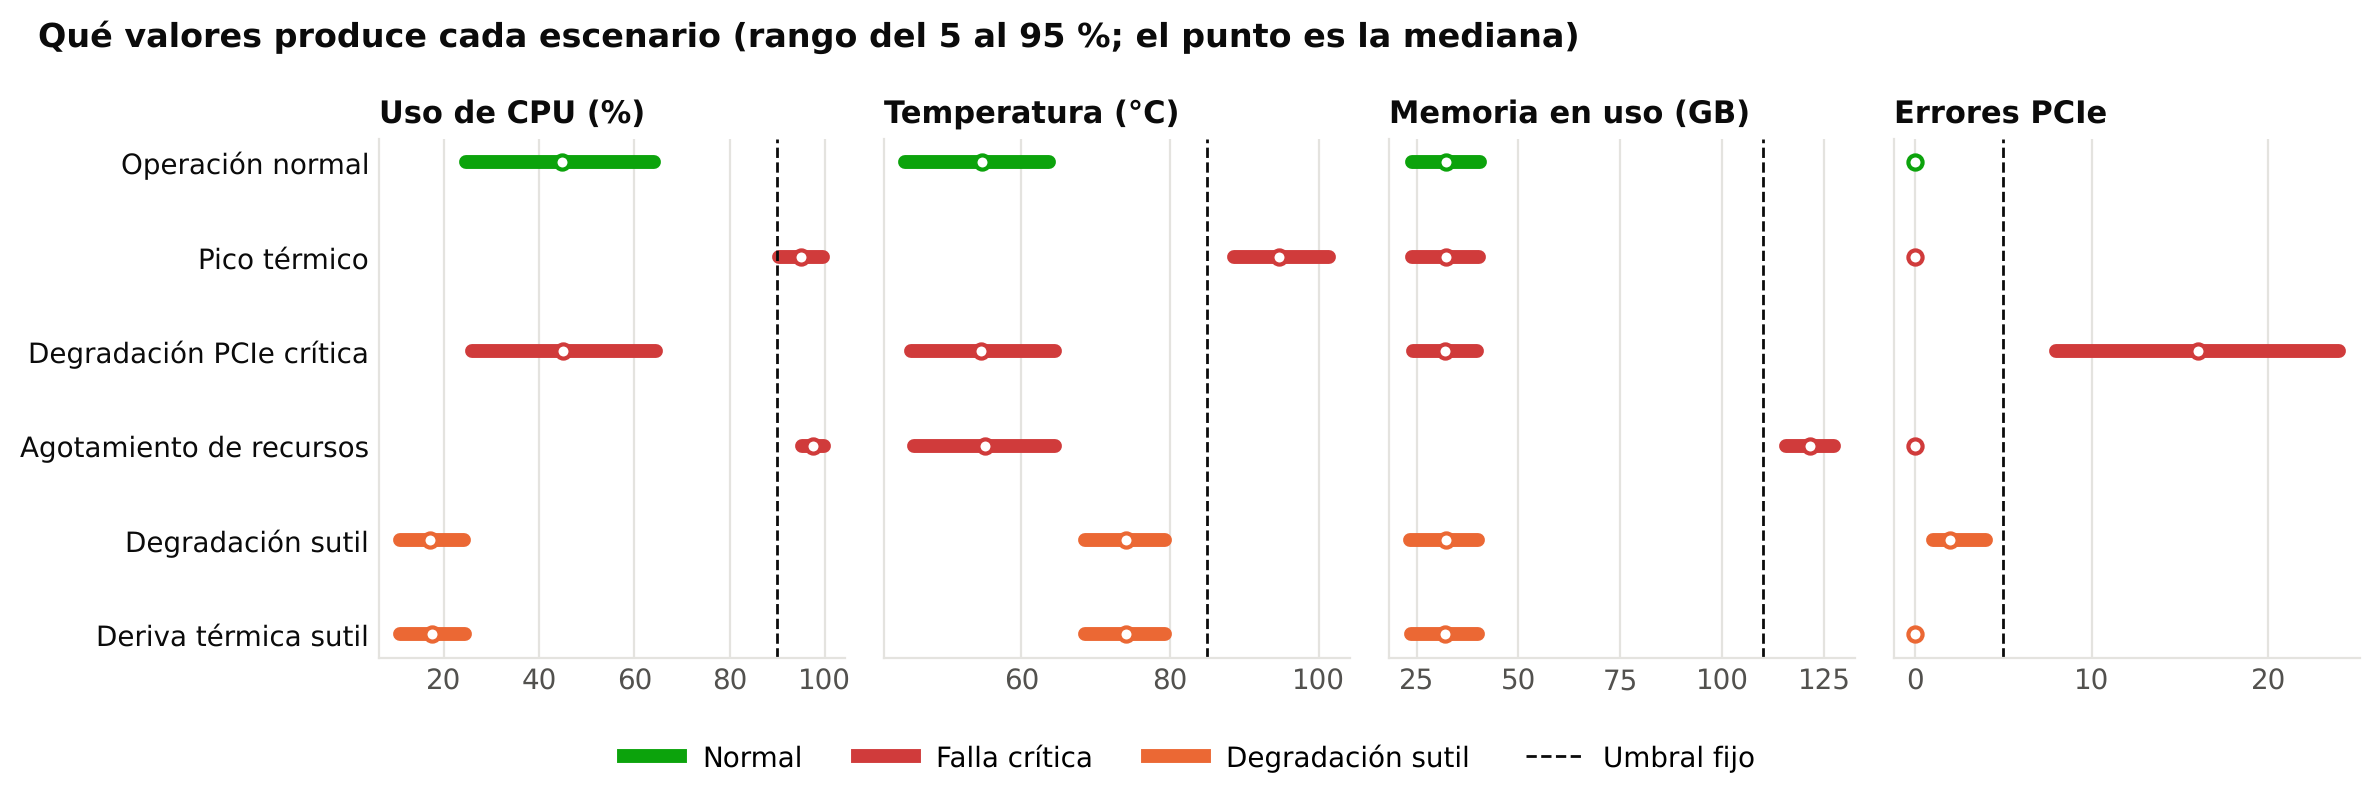 Qué valores produce cada escenario (rango del 5 al 95 %; el punto es la mediana)
Uso de CPU (%)
Temperatura (°C)
Memoria en uso (GB)
Errores PCIe
Operación normal
Pico térmico
Degradación PCIe crítica
Agotamiento de recursos
Degradación sutil
Deriva térmica sutil
20 40 60 80 100
60 80 100
25 50 75 100 125
0 10 20
Normal
Falla crítica
Degradación sutil
Umbral fijo